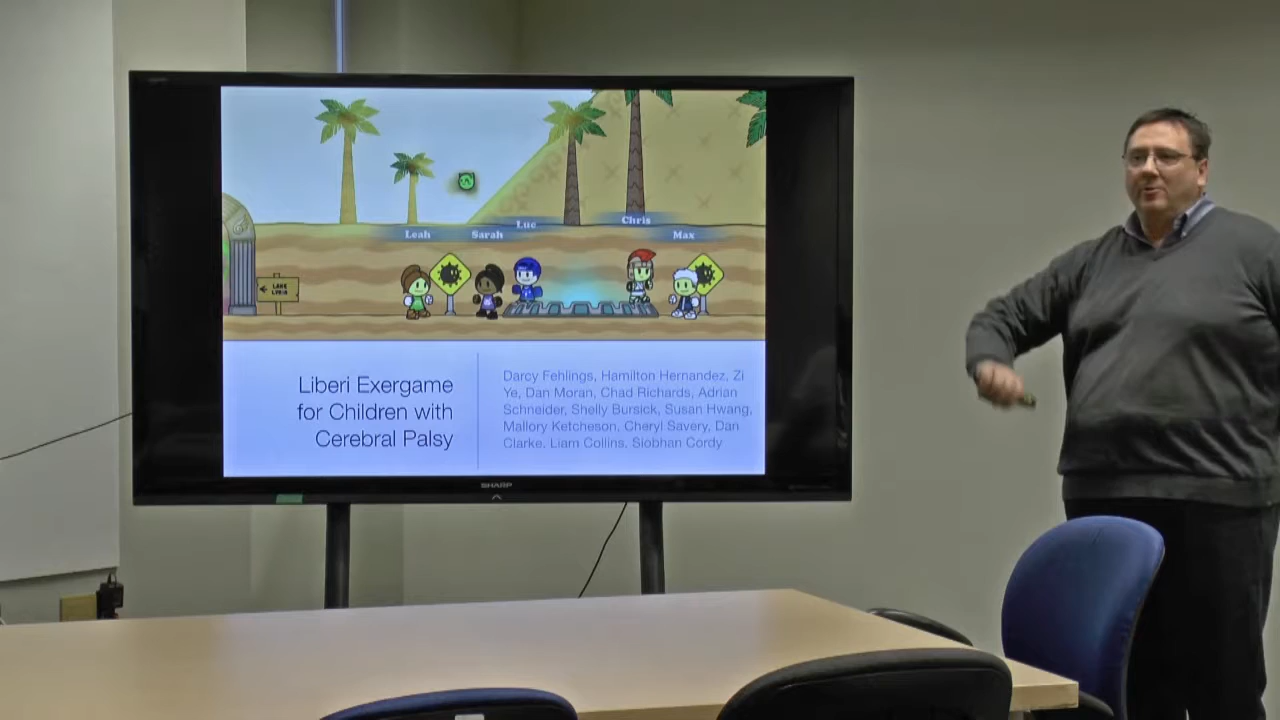 Leah
Sarah
Luc
Chris
Max
LAKE
Liberi Exergame
for Children with
Cerebral Palsy
Darcy Fehlings, Hamilton Hernandez, Zi
Ye, Dan Moran, Chad Richards, Adrian
Schneider, Shelly Bursick, Susan Hwang,
Mallory Ketcheson, Cheryl Savery, Dan
Clarke, Liam Collins, Siobhan Cordy
SHARP